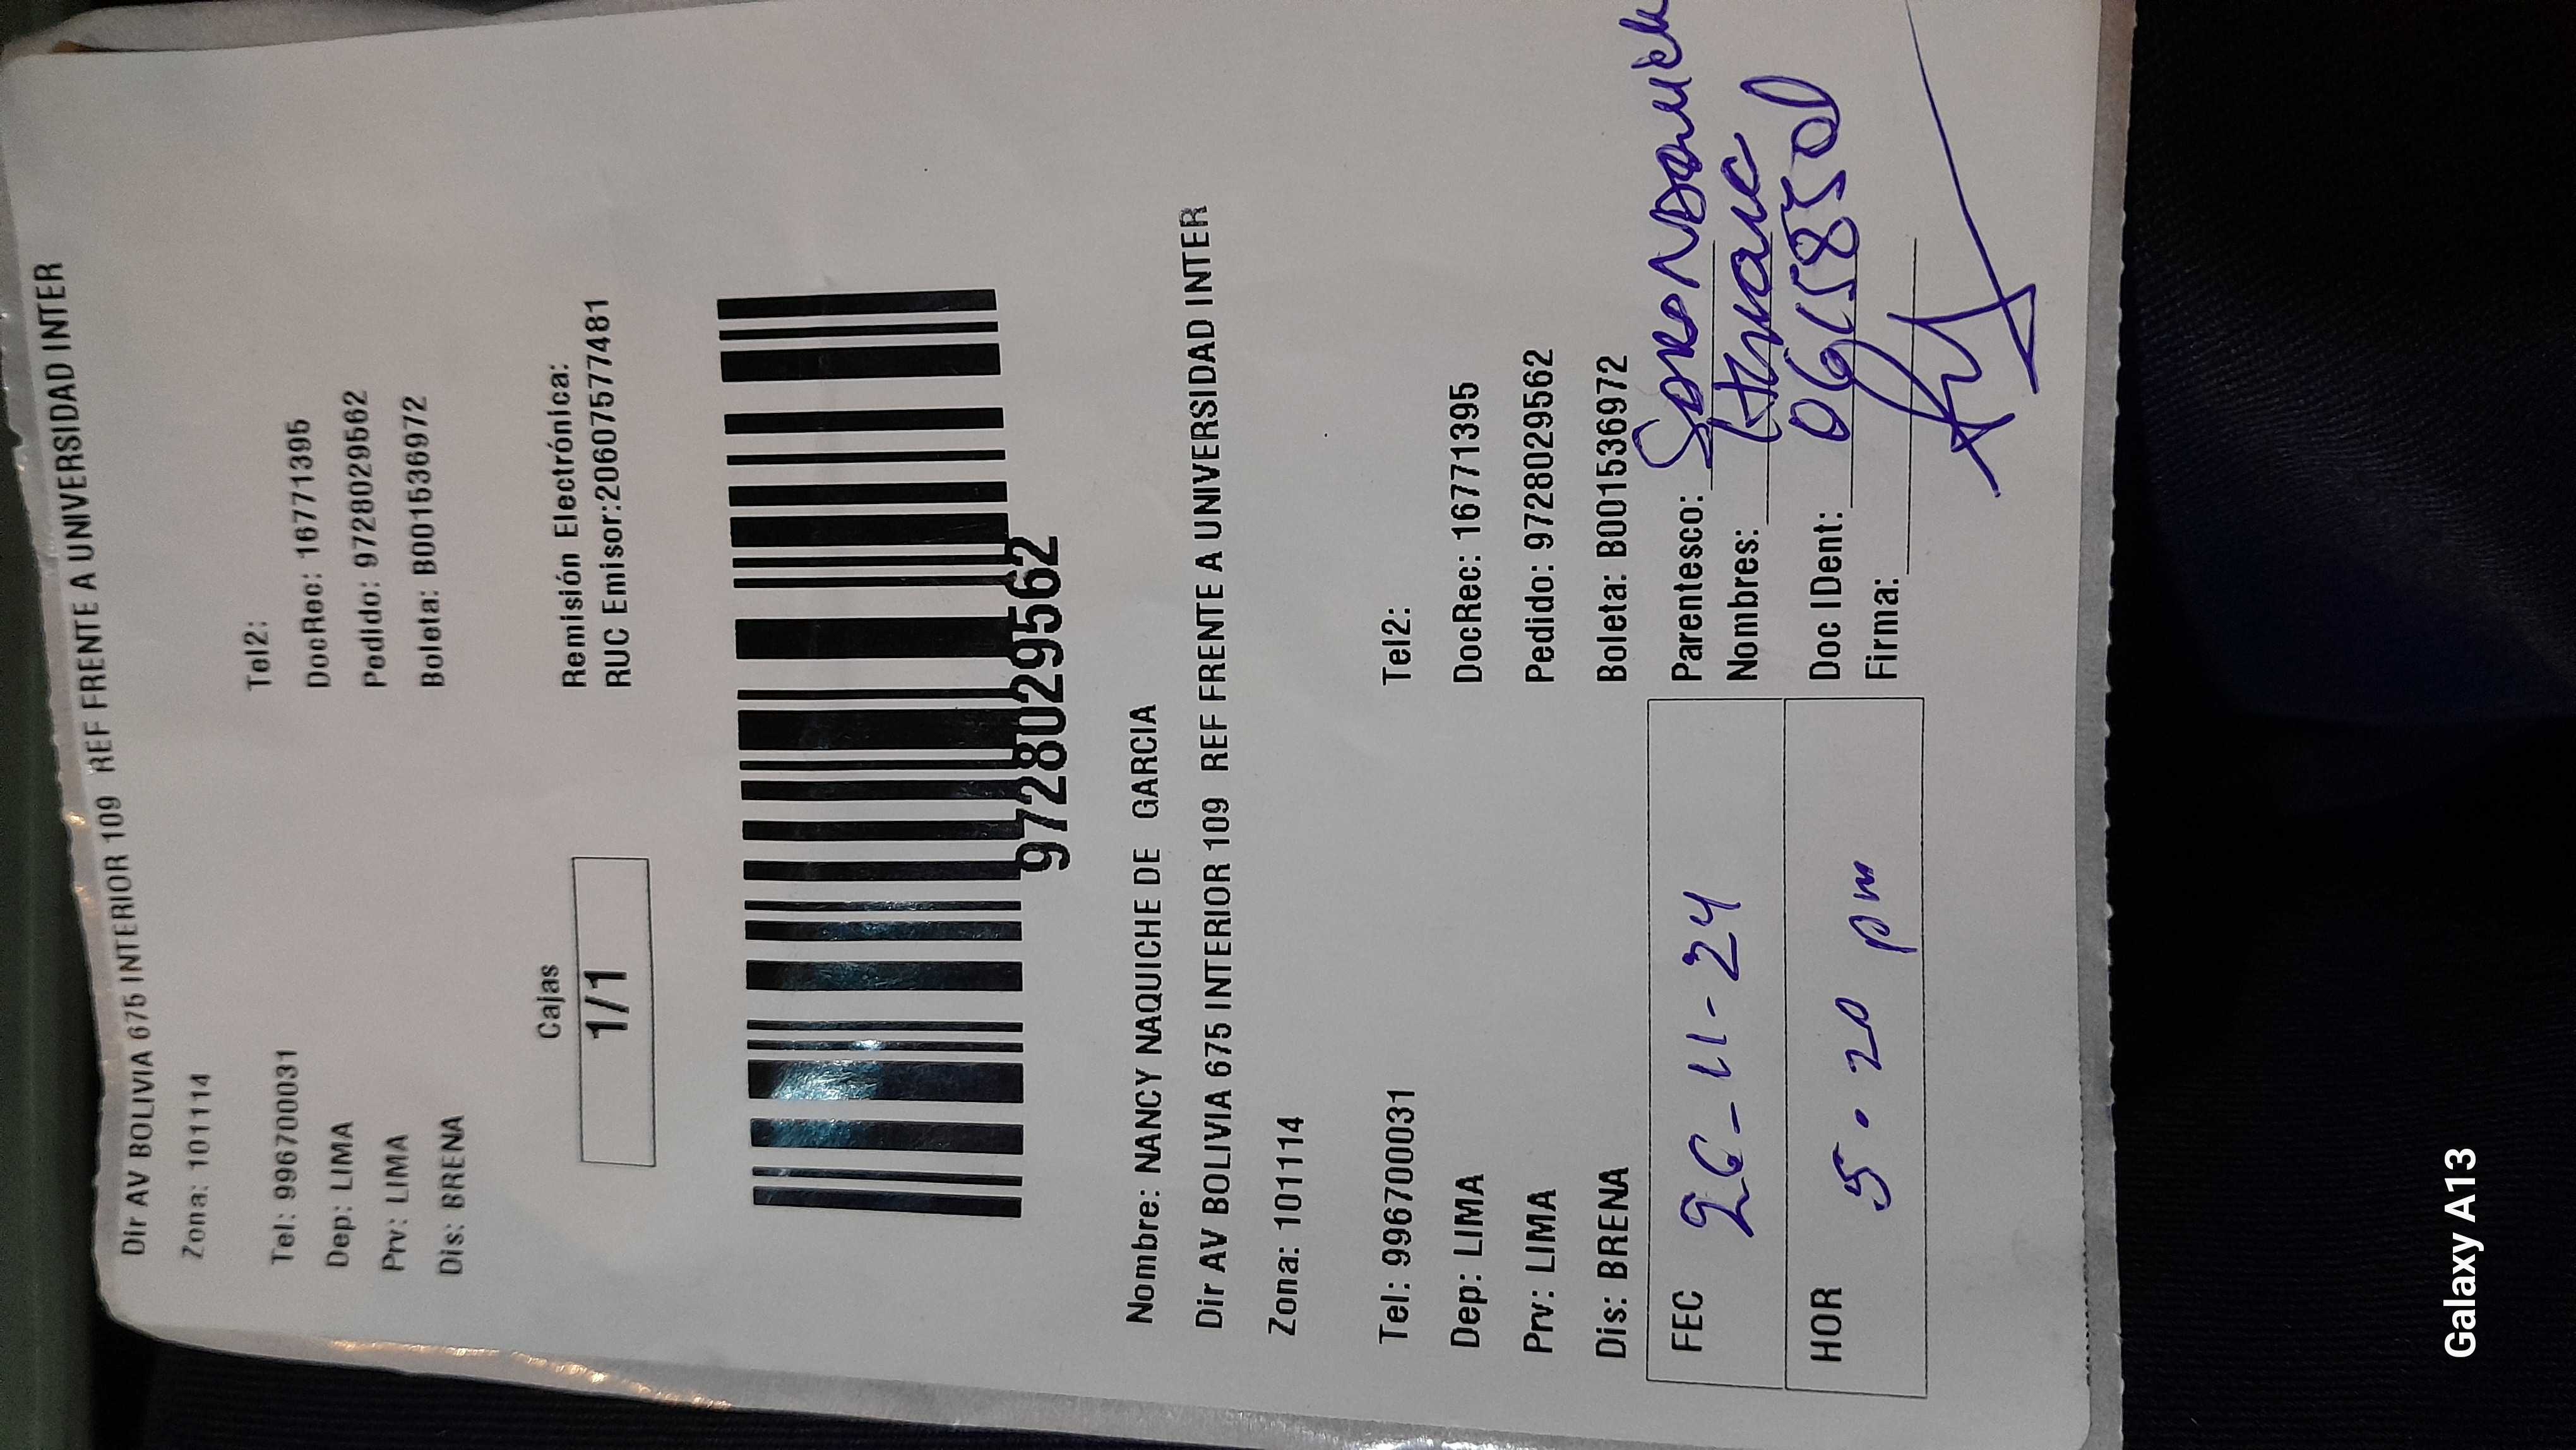 Dir AV BOLIVIA 675 INTERIOR 109 REF FRENTE A UNIVERSIDAD INTER
Zona: 101114
Tel: 996700031 Tel2:
Dep: LIMA DocRec: 16771395
Prv: LIMA Pedido: 9728029562
Dis: BRENA Boleta: B001536972
Cajas Remisión Electrónica:
1/1 RUC Emisor:20607577481
9728029562
Nombre: NANCY NAQUICHE DE GARCIA
Dir AV BOLIVIA 675 INTERIOR 109 REF FRENTE A UNIVERSIDAD INTER
Zona: 101114
Tel: 996700031 Tel2:
Dep: LIMA DocRec: 16771395
Prv: LIMA Pedido: 9728029562
Dis: BRENA Boleta: B001536972
FEC 26-11-24 Parentesco:
Nombres:
HOR 5.20 pm Doc IDent:
Firma:
Galaxy A13